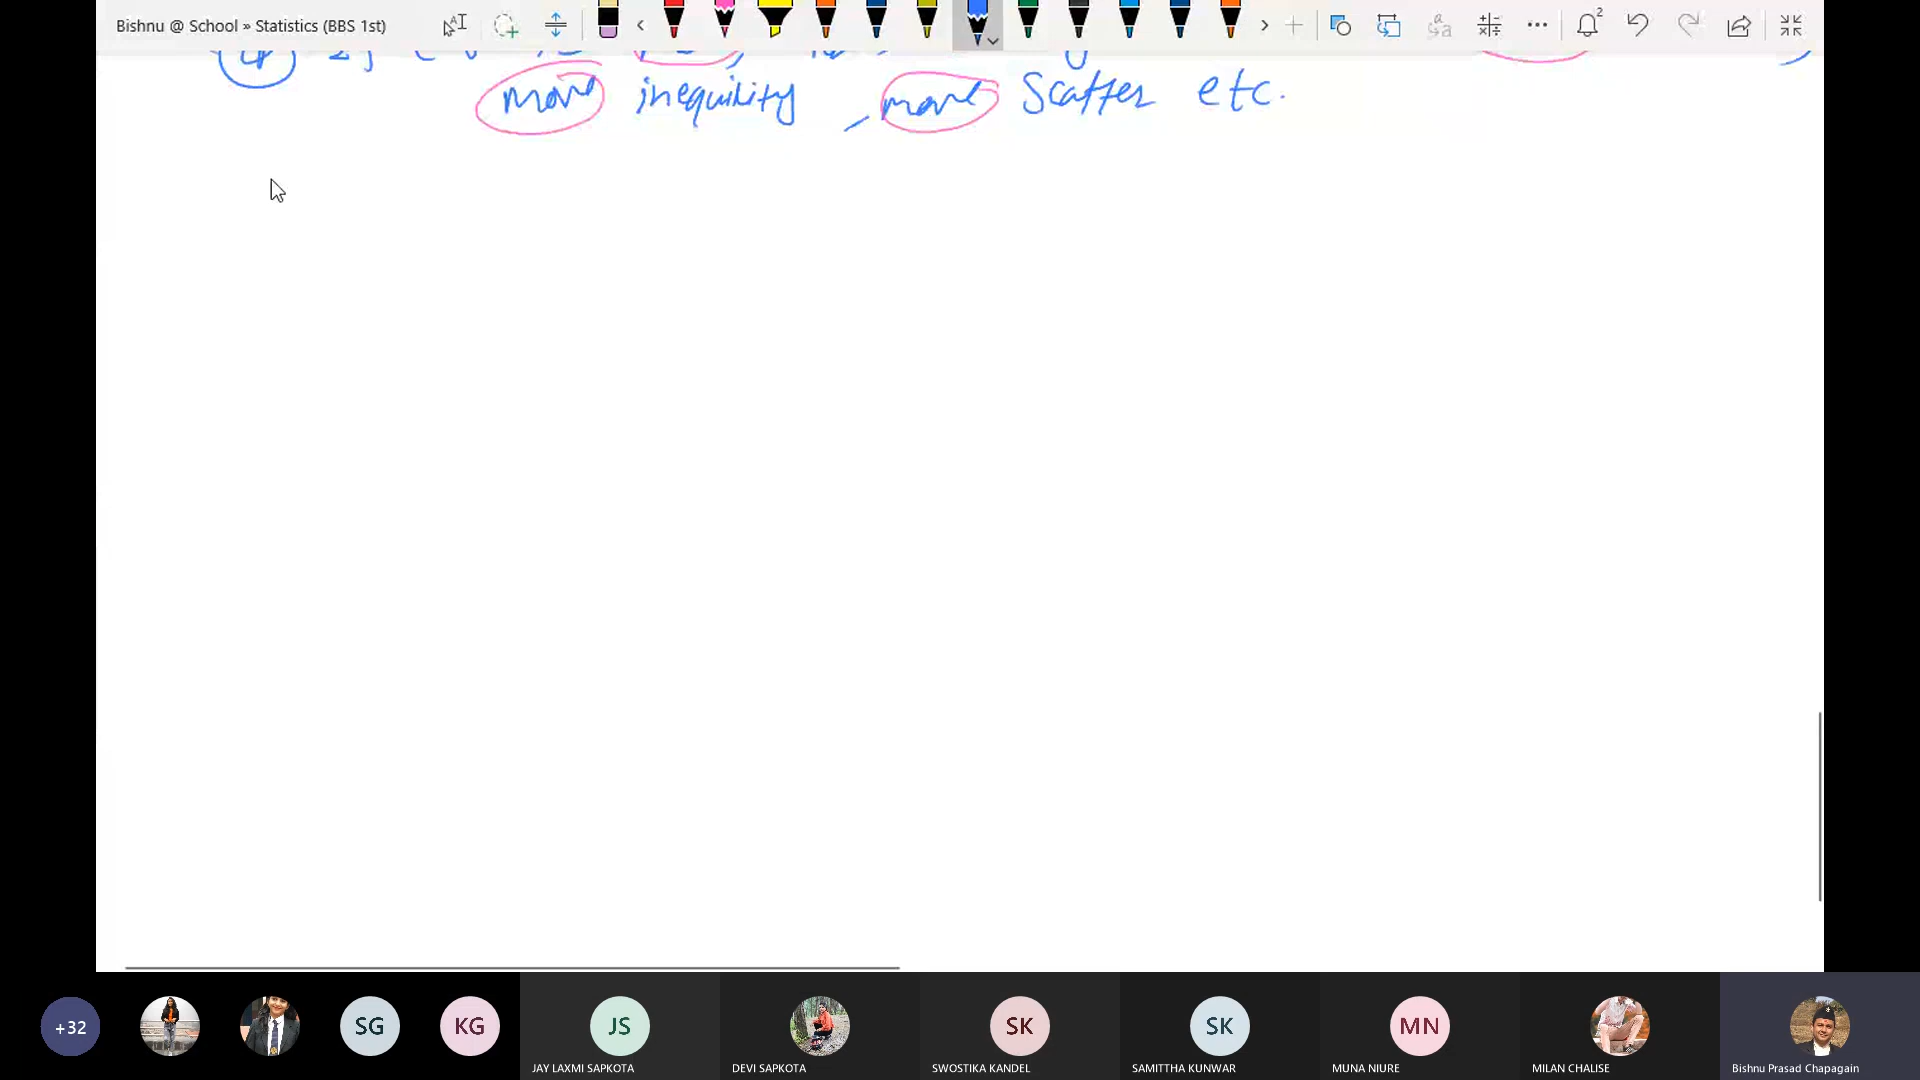 Bishnu @ School » Statistics (BBS 1st)
2
more inequility, more Scatter etc.
+32
SG
KG
JS
SK
SK
MN
JAY LAXMI SAPKOTA
DEVI SAPKOTA
SWOSTIKA KANDEL
SAMITTHA KUNWAR
MUNA NIURE
MILAN CHALISE
Bishnu Prasad Chapagain